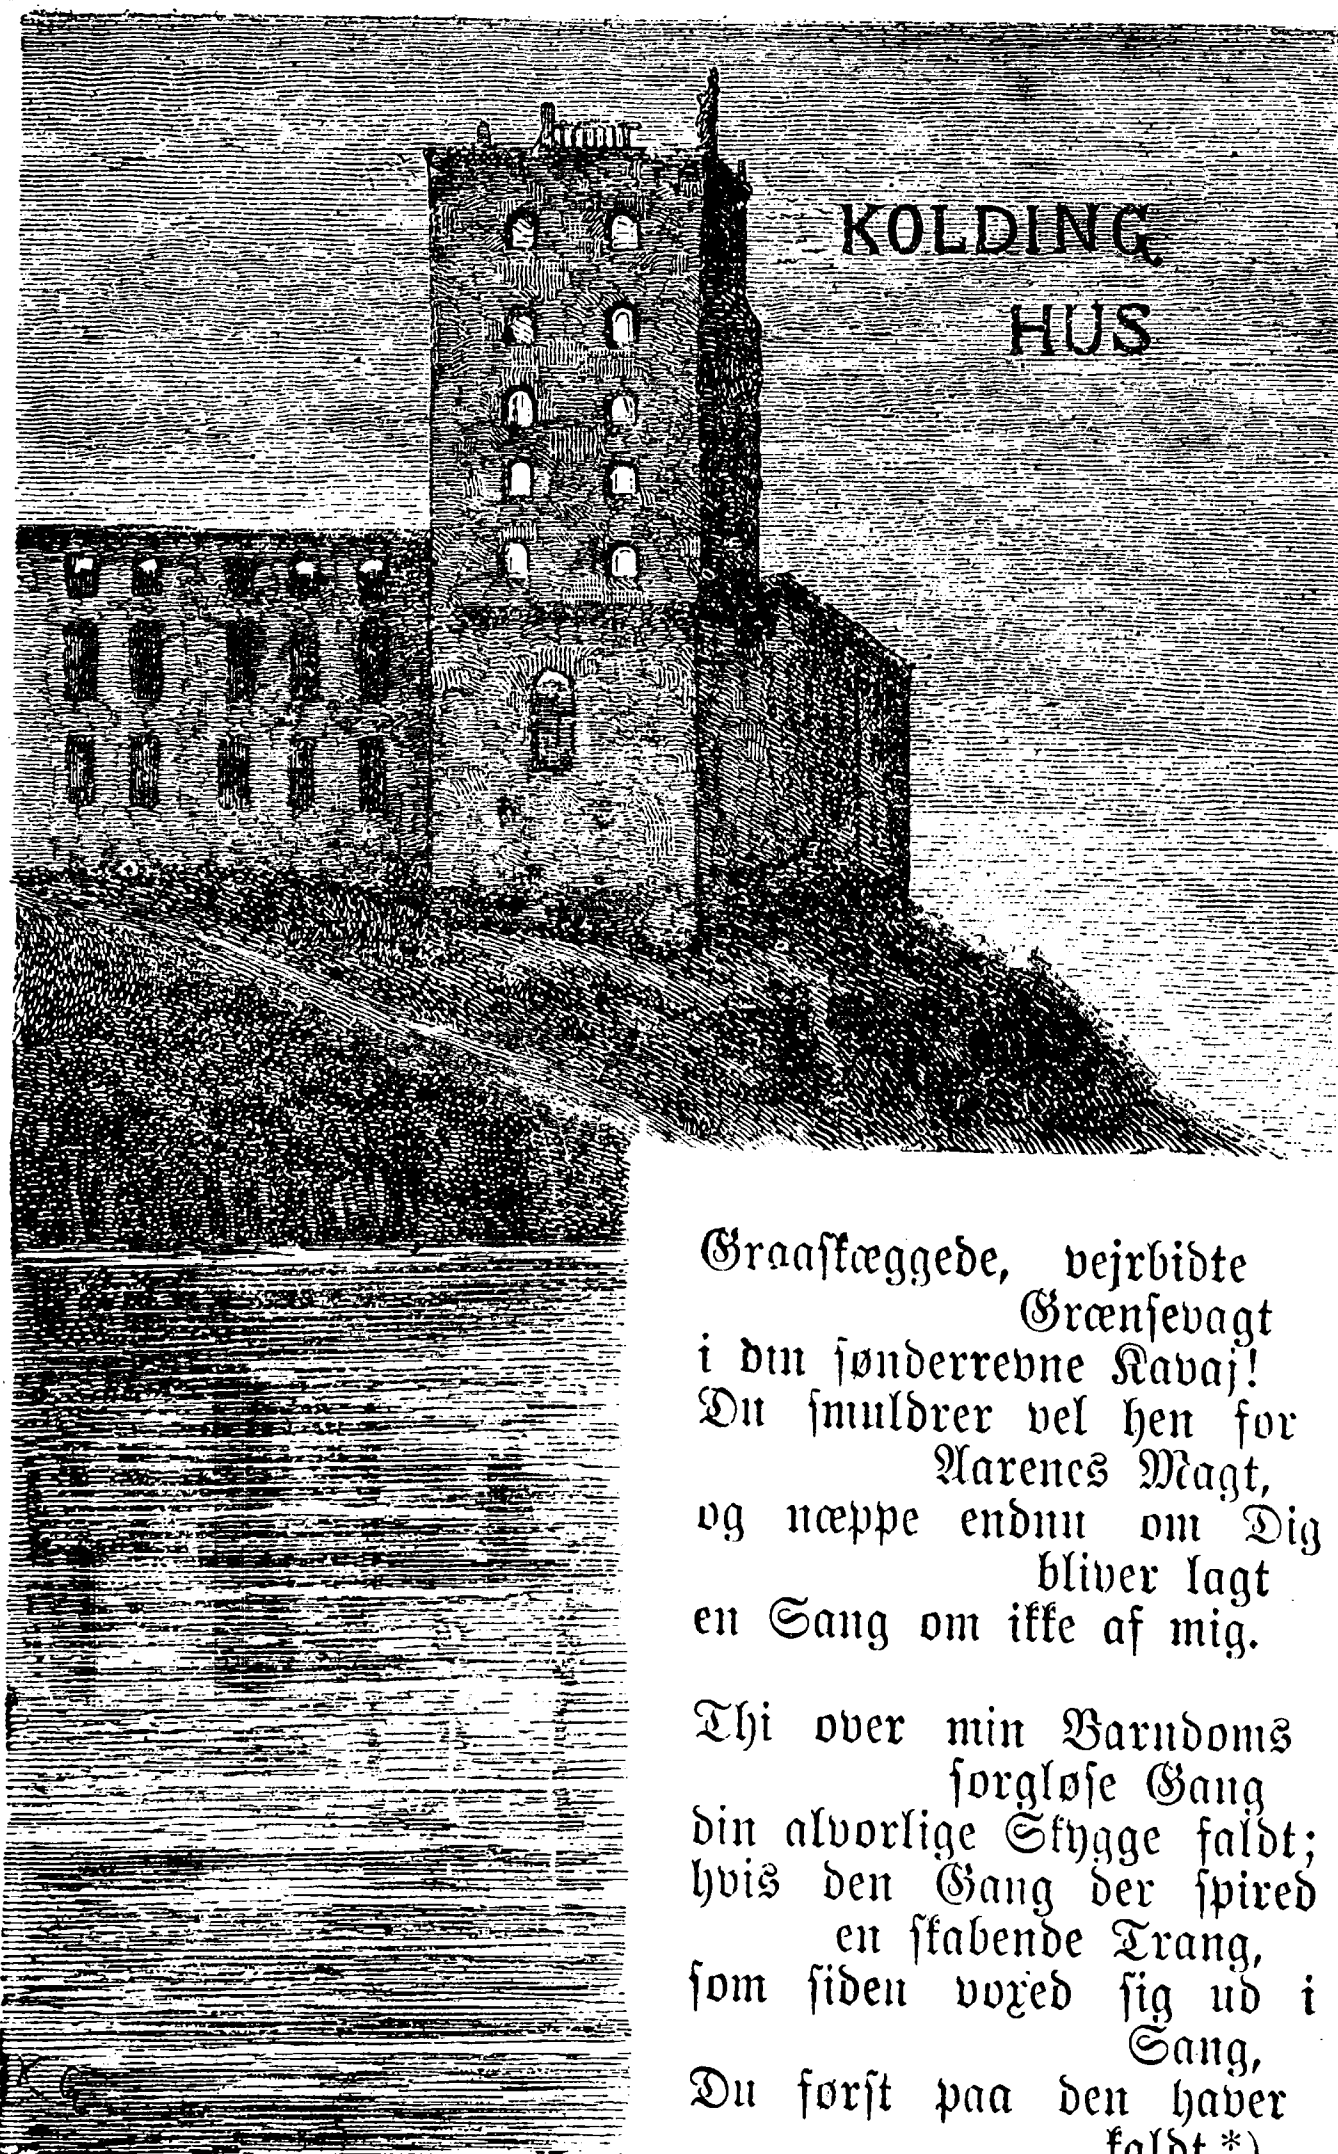 KOLDING
HUS
Graaskæggede, vejrbidte
Grænsevagt
i din sønderrevne Kavaj!
Du smuldrer vel hen for
Aarenes Magt,
og næppe endnu om Dig
bliver lagt
en Sang om ikke af mig.
Thi over min Barndoms
sorgløse Gang
din alvorlige Skygge faldt;
hvis den Gang der spired
en skabende Trang,
som siden voxed sig ud i
Sang,
Du først paa den haver
kaldt.*)
K. G.